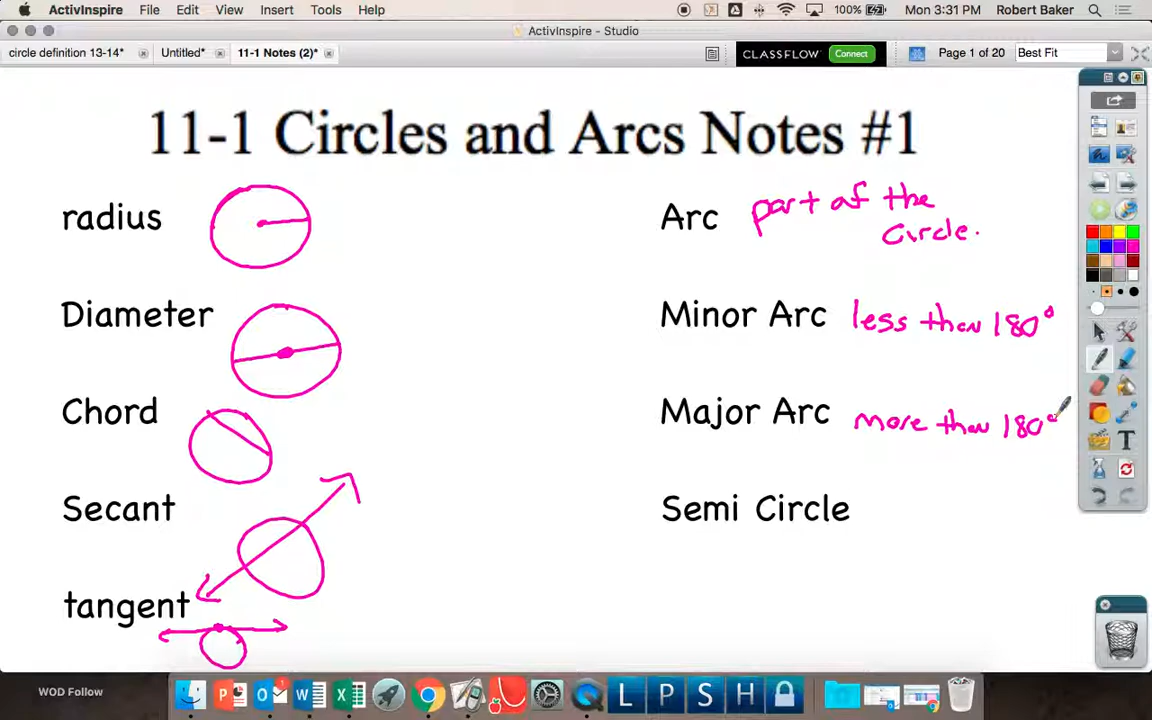 ActivInspire File Edit View Insert Tools Help 100% Mon 3:31 PM Robert Baker
ActivInspire - Studio
circle definition 13-14* Untitled* 11-1 Notes (2)* CLASSFLOW Connect Page 1 of 20 Best Fit
11-1 Circles and Arcs Notes #1
radius
Diameter
Chord
Secant
tangent
Arc part of the
Circle.
Minor Arc less than 180°
Major Arc more than 180°
Semi Circle
WOD Follow
L P S H